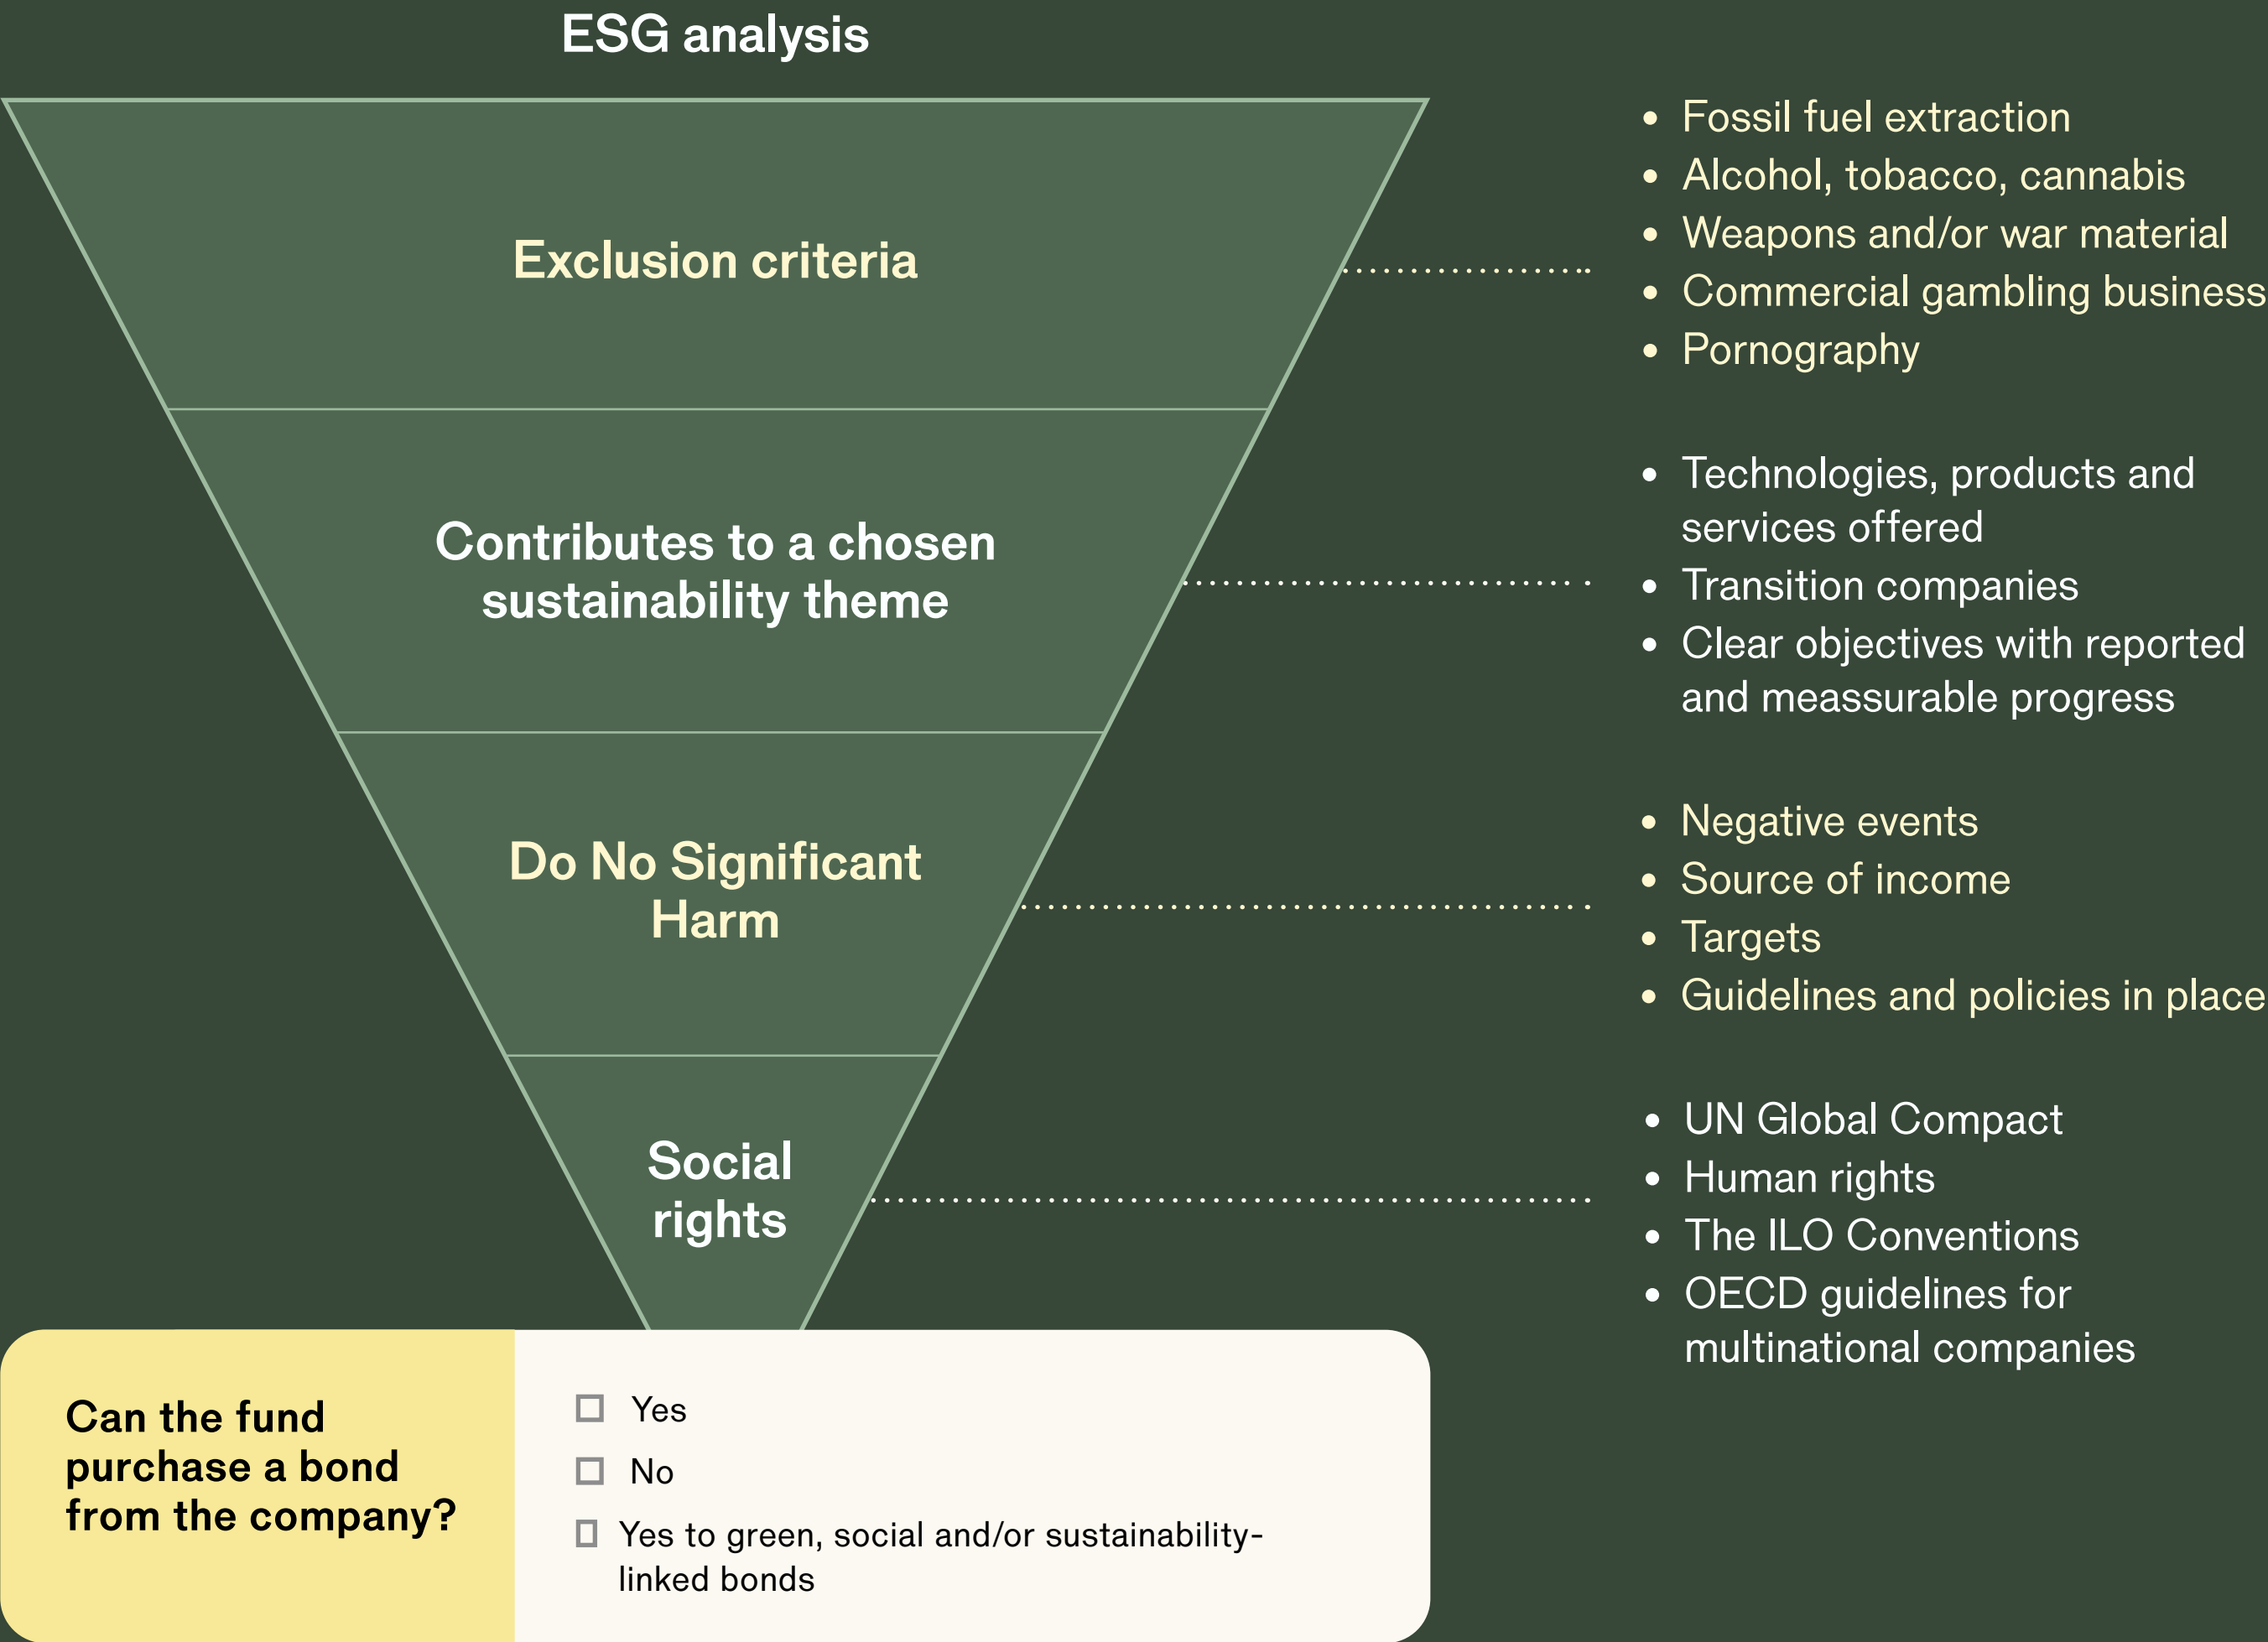 ESG analysis
Exclusion criteria
• Fossil fuel extraction
• Alcohol, tobacco, cannabis
• Weapons and/or war material
• Commercial gambling business
• Pornography
Contributes to a chosen
sustainability theme
• Technologies, products and
services offered
• Transition companies
• Clear objectives with reported
and meassurable progress
Do No Significant
Harm
• Negative events
• Source of income
• Targets
• Guidelines and policies in place
Social
rights
• UN Global Compact
• Human rights
• The ILO Conventions
• OECD guidelines for
multinational companies
Can the fund
purchase a bond
from the company?
Yes
No
Yes to green, social and/or sustainability-
linked bonds